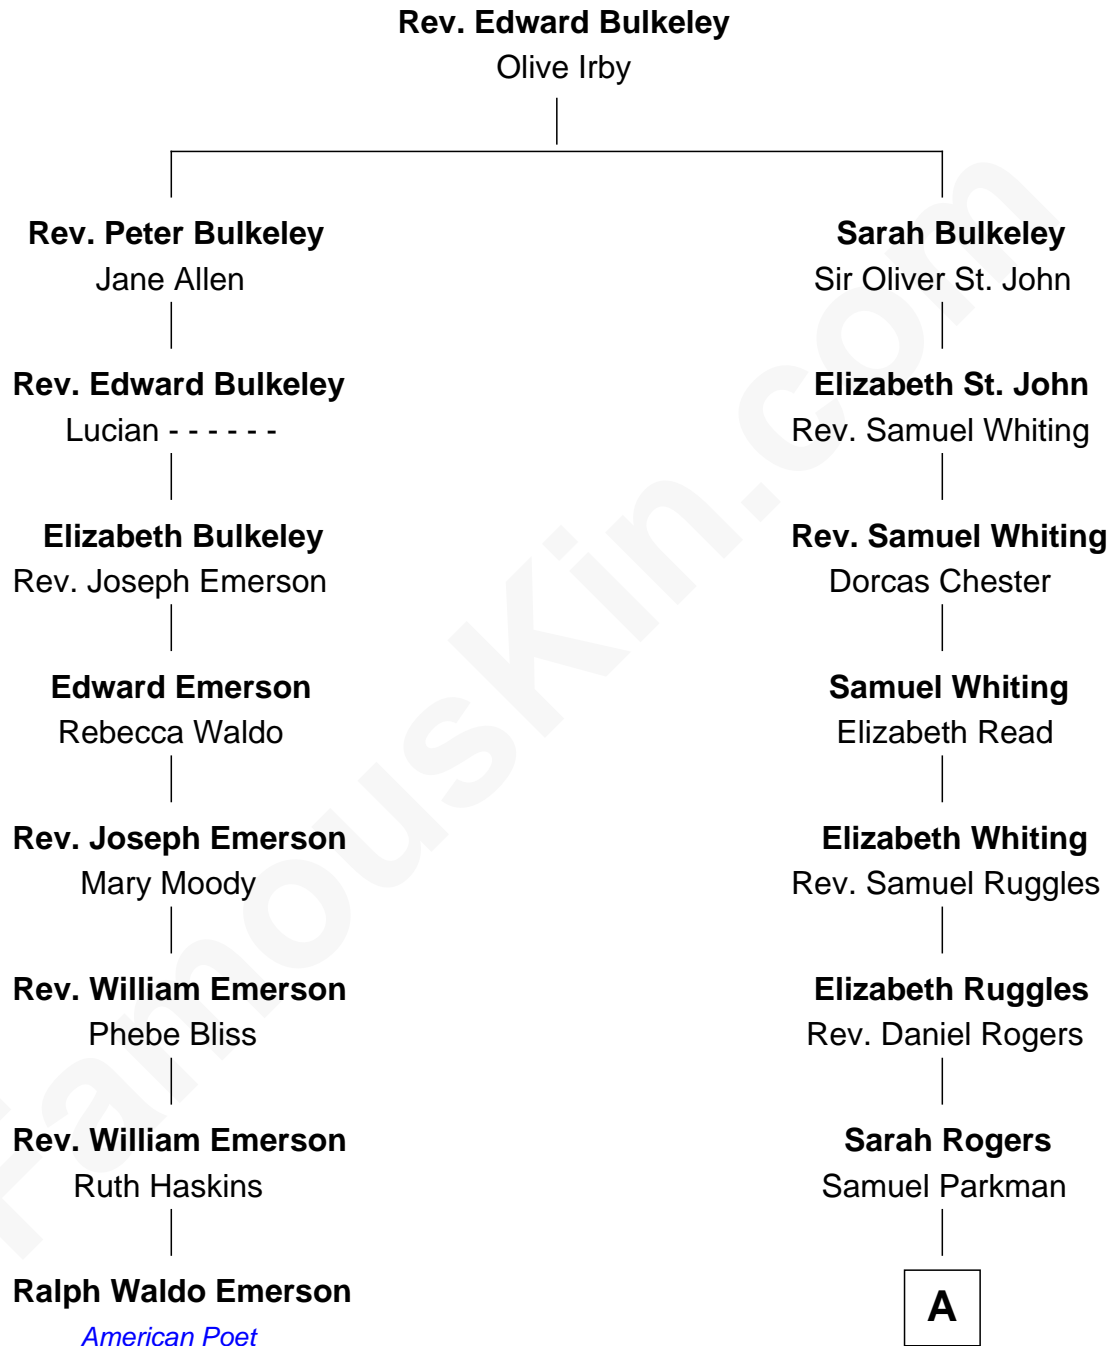 Rev. Edward Bulkeley
Olive Irby
Rev. Peter Bulkeley
Jane Allen
Rev. Edward Bulkeley
Lucian - - - - - -
Elizabeth Bulkeley
Rev. Joseph Emerson
Edward Emerson
Rebecca Waldo
Rev. Joseph Emerson
Mary Moody
Rev. William Emerson
Phebe Bliss
Rev. William Emerson
Ruth Haskins
Ralph Waldo Emerson
American Poet
Sarah Bulkeley
Sir Oliver St. John
Elizabeth St. John
Rev. Samuel Whiting
Rev. Samuel Whiting
Dorcas Chester
Samuel Whiting
Elizabeth Read
Elizabeth Whiting
Rev. Samuel Ruggles
Elizabeth Ruggles
Rev. Daniel Rogers
Sarah Rogers
Samuel Parkman
A
FamousKin.com